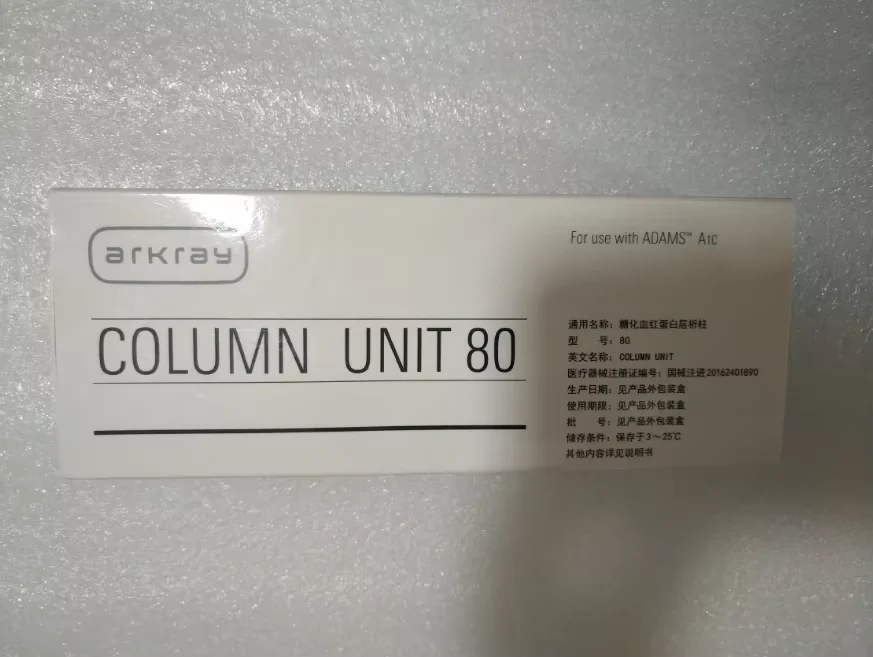 arkray
COLUMN UNIT 80
For use with ADAMS™ A1C
通用名称：糖化血红蛋白层析柱
型 号：80
英文名称：COLUMN UNIT
医疗器械注册证编号：国械注进20162401890
生产日期：见产品外包装盒
使用期限：见产品外包装盒
批 号：见产品外包装盒
储存条件：保存于3～25℃
其他内容详见说明书